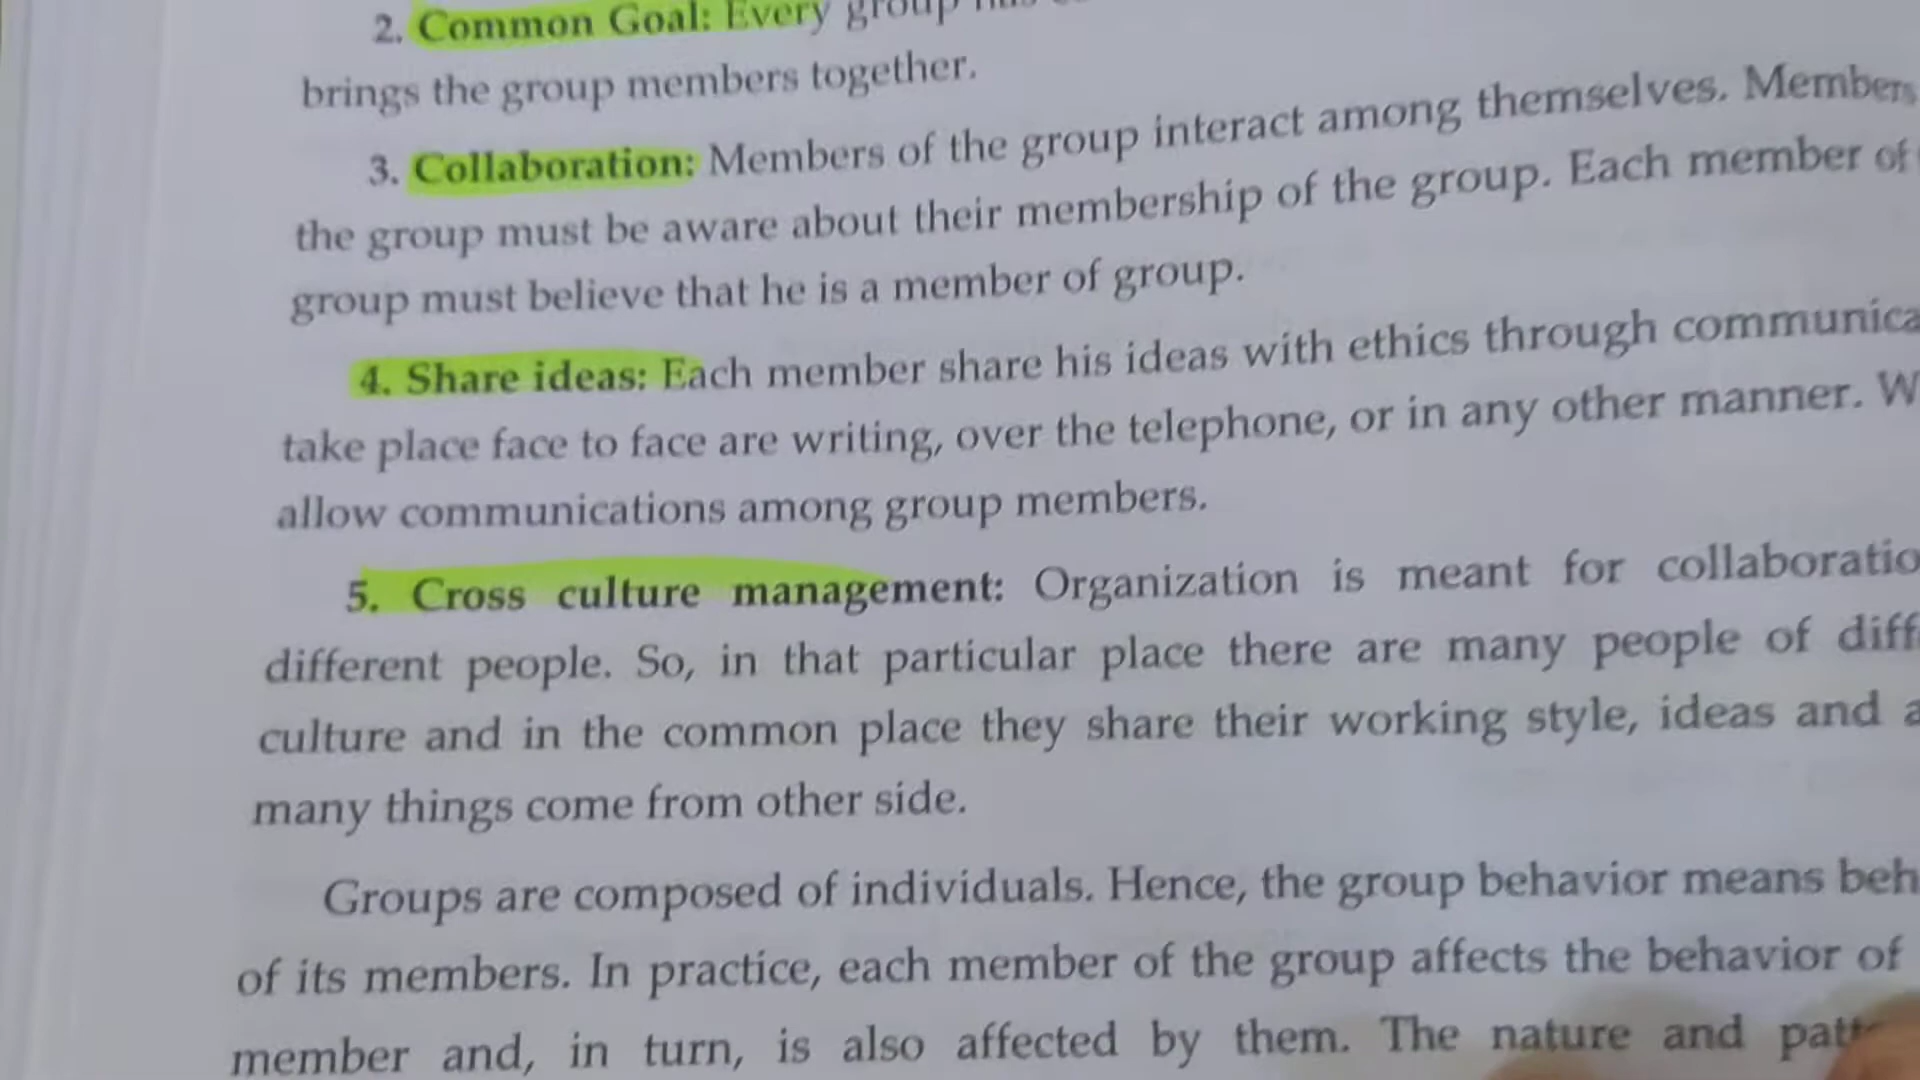 2. Common Goal: Every group has
brings the group members together.
3. Collaboration: Members of the group interact among themselves. Members
the group must be aware about their membership of the group. Each member of
group must believe that he is a member of group.
4. Share ideas: Each member share his ideas with ethics through communica
take place face to face are writing, over the telephone, or in any other manner. W
allow communications among group members.
5. Cross culture management: Organization is meant for collaboratio
different people. So, in that particular place there are many people of diff
culture and in the common place they share their working style, ideas and a
many things come from other side.
Groups are composed of individuals. Hence, the group behavior means beh
of its members. In practice, each member of the group affects the behavior of
member and, in turn, is also affected by them. The nature and patt